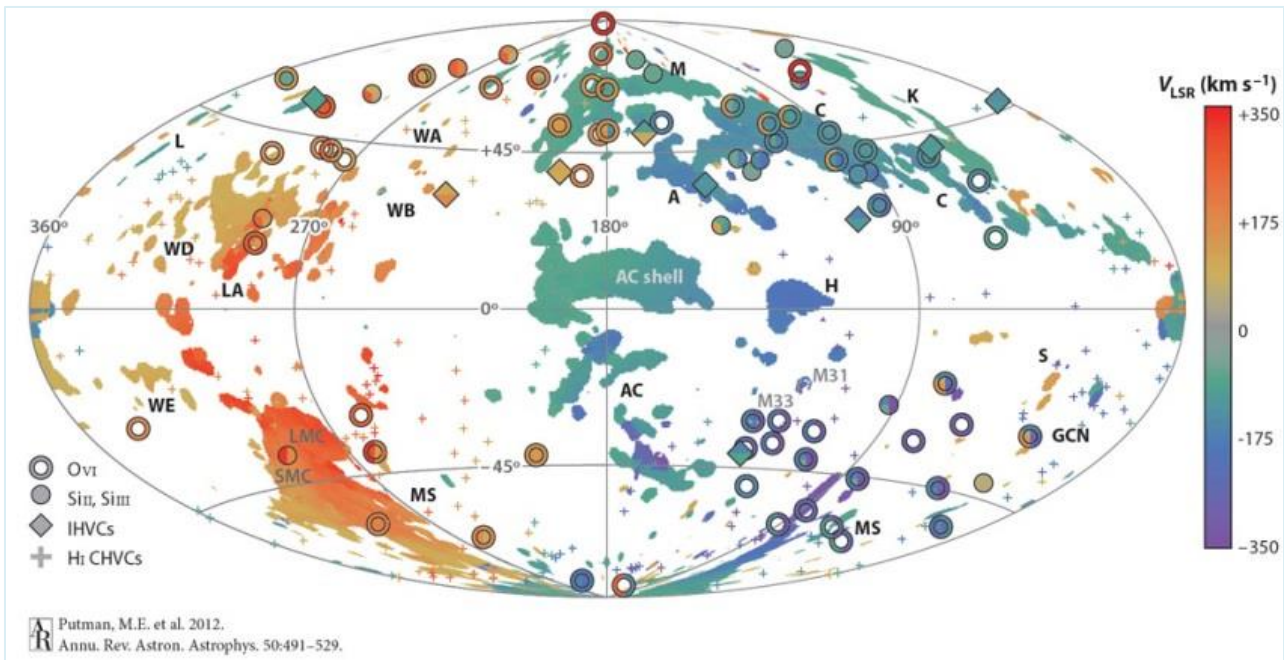 M
C
K
V_LSR (km s⁻¹)
+350
L
WA
+45°
A
C
+175
WB
360°
270°
180°
90°
WD
LA
AC shell
H
0°
0
M31
S
WE
AC
M33
LMC
GCN
-175
SMC
-45°
MS
MS
O VI
Si II, Si III
IHVCs
H I CHVCs
-350
AR
Putman, M.E. et al. 2012.
Annu. Rev. Astron. Astrophys. 50:491–529.